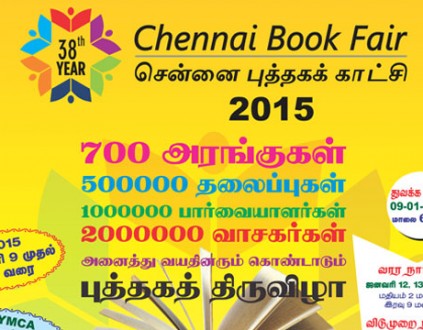 38th
YEAR
Chennai Book Fair
சென்னை புத்தகக் காட்சி
2015
700 அரங்குகள்
500000 தலைப்புகள்
1000000 பார்வையாளர்கள்
2000000 வாசகர்கள்
அனைத்து வயதினரும் கொண்டாடும்
புத்தகத் திருவிழா
துவக்க
09-01-
மாலை 6
2015
9 முதல்
வரை
YMCA
வார நா
ஜனவரி 12, 13
மதியம் 2 ம
இரவு 9 ம
விடுமுறை